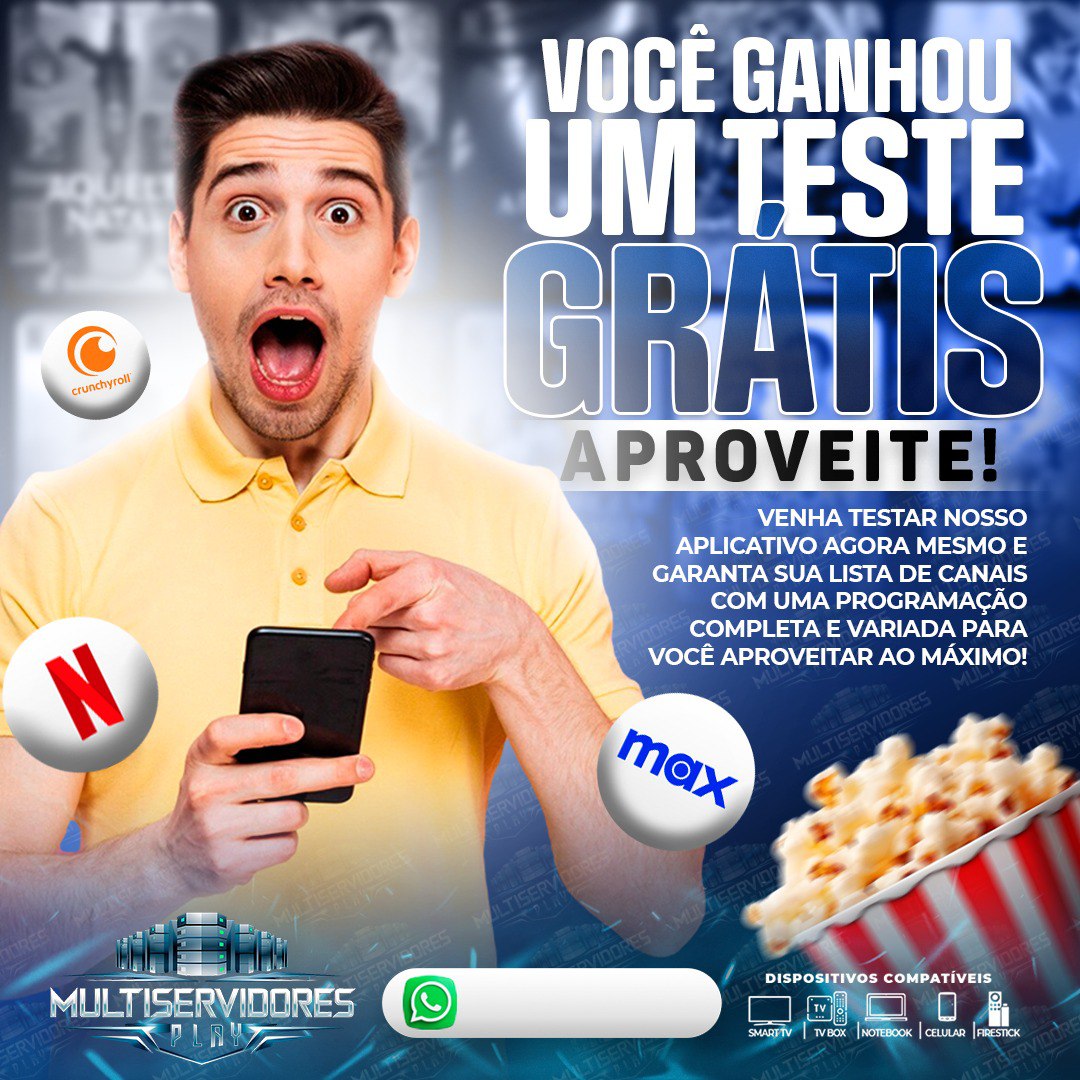 VOCÊ GANHOU
UM TESTE
GRÁTIS
APROVEITE!
VENHA TESTAR NOSSO
APLICATIVO AGORA MESMO E
GARANTA SUA LISTA DE CANAIS
COM UMA PROGRAMAÇÃO
COMPLETA E VARIADA PARA
VOCÊ APROVEITAR AO MÁXIMO!
crunchyroll
N
max
MULTISERVIDORES
PLAY
DISPOSITIVOS COMPATÍVEIS
TV
SMART TV | TV BOX | NOTEBOOK | CELULAR | FIRESTICK